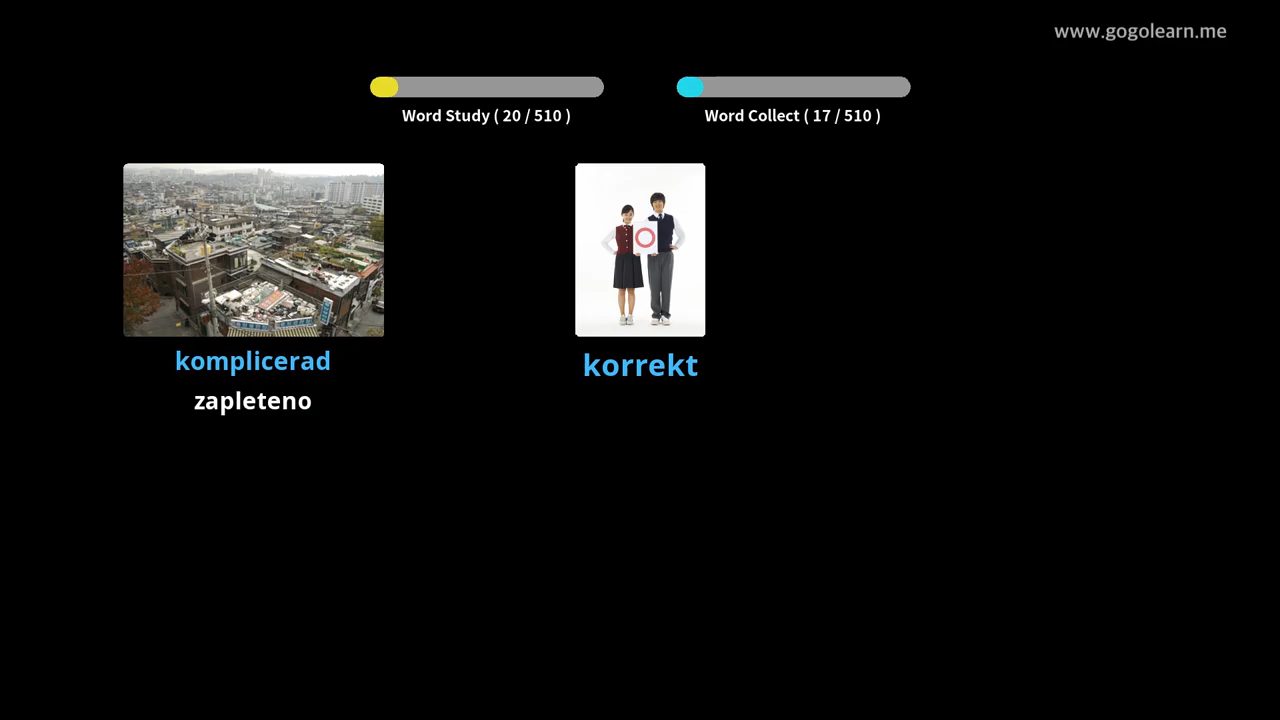 www.gogolearn.me
Word Study ( 20 / 510 )
Word Collect ( 17 / 510 )
komplicerad
zapleteno
korrekt